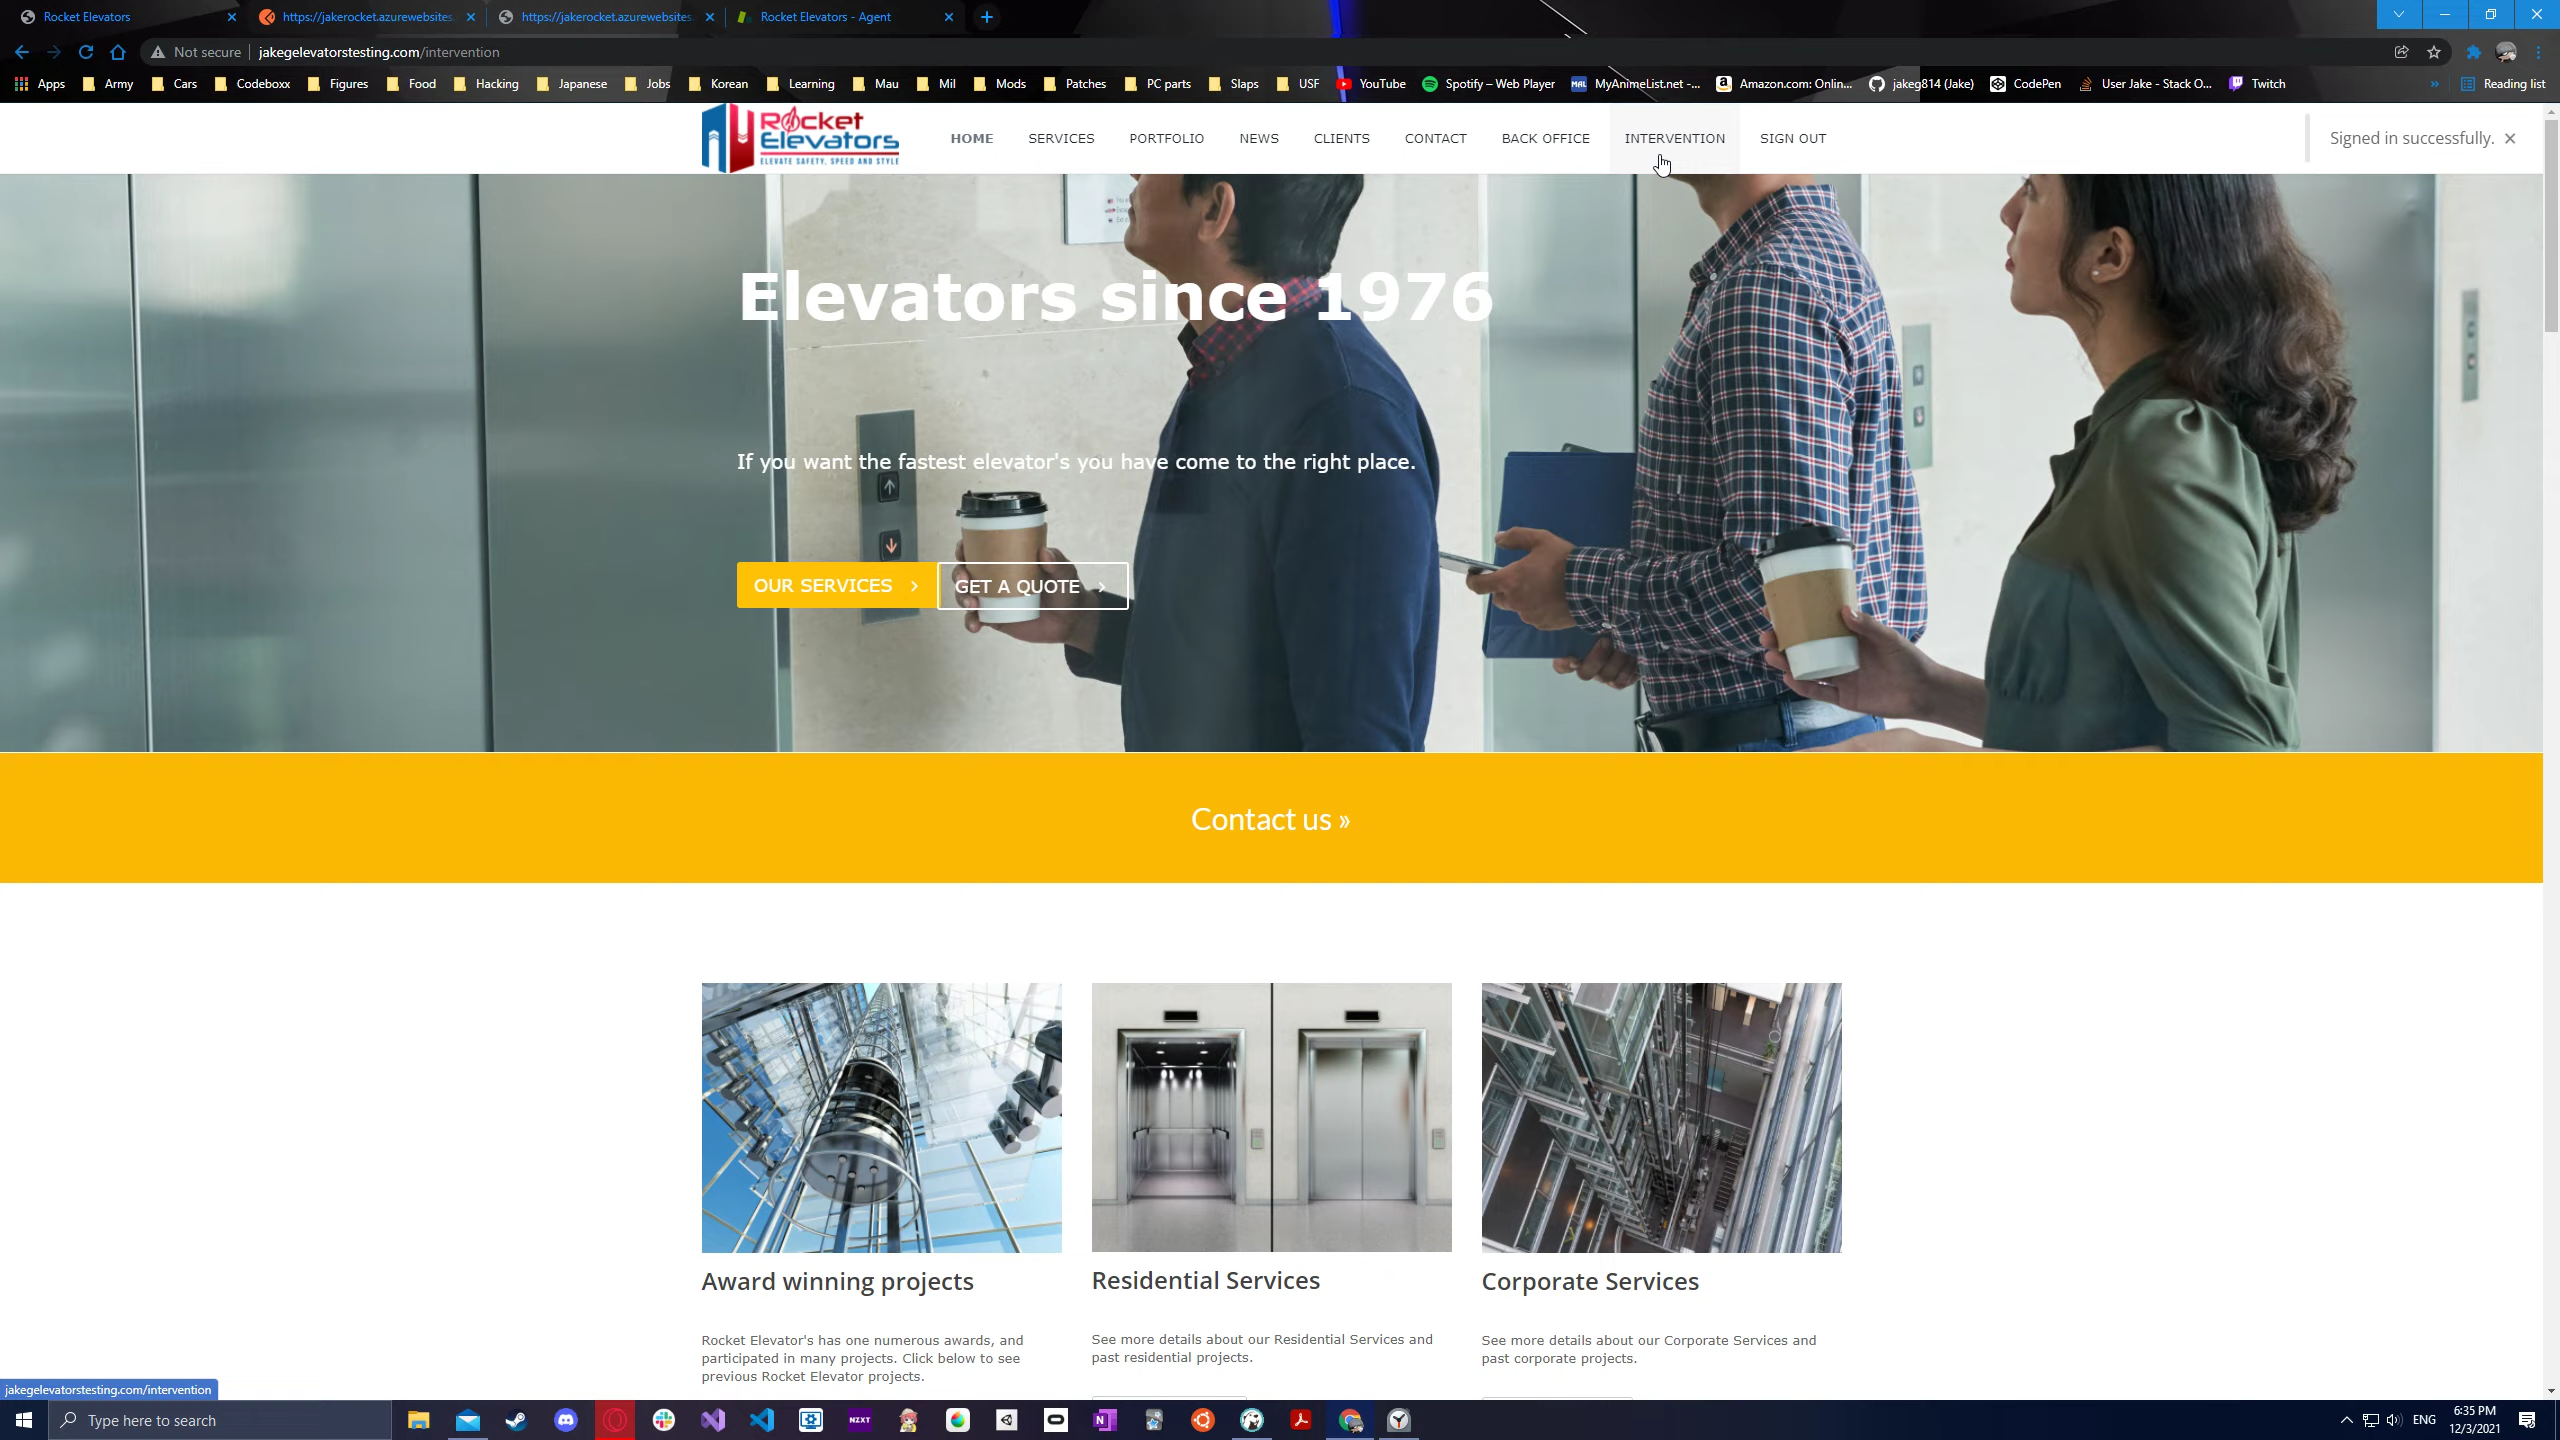 Rocket Elevators
https://jakerocket.azurewebsites.
https://jakerocket.azurewebsites.
Rocket Elevators - Agent
Not secure
jakegelevatorstesting.com/intervention
Apps
Army
Cars
Codeboxx
Figures
Food
Hacking
Japanese
Jobs
Korean
Learning
Mau
Mil
Mods
Patches
PC parts
Slaps
USF
YouTube
Spotify – Web Player
MAL
MyAnimeList.net -...
Amazon.com: Onlin...
jakeg814 (Jake)
CodePen
User Jake - Stack O...
Twitch
»
Reading list
Rocket
Elevators
ELEVATE SAFETY, SPEED AND STYLE
HOME
SERVICES
PORTFOLIO
NEWS
CLIENTS
CONTACT
BACK OFFICE
INTERVENTION
SIGN OUT
Signed in successfully.
Elevators since 1976
If you want the fastest elevator's you have come to the right place.
OUR SERVICES
GET A QUOTE
Contact us »
Award winning projects
Rocket Elevator's has one numerous awards, and
participated in many projects. Click below to see
previous Rocket Elevator projects.
Residential Services
See more details about our Residential Services and
past residential projects.
Corporate Services
See more details about our Corporate Services and
past corporate projects.
jakegelevatorstesting.com/intervention
Type here to search
NZXT
ENG
6:35 PM
12/3/2021